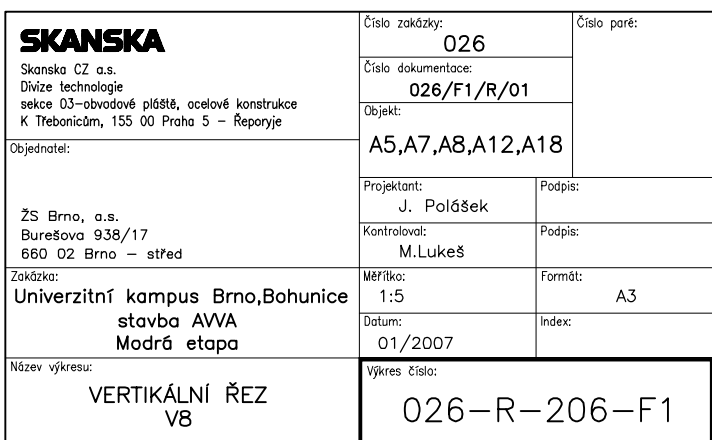 SKANSKA
Skanska CZ a.s.
Divize technologie
sekce 03-obvodové pláště, ocelové konstrukce
K Třebonicům, 155 00 Praha 5 – Řeporyje
Číslo zakázky:
026
Číslo dokumentace:
026/F1/R/01
Objekt:
A5,A7,A8,A12,A18
Číslo paré:
Objednatel:
ŽS Brno, a.s.
Burešova 938/17
660 02 Brno – střed
Projektant:
J. Polášek
Podpis:
Kontroloval:
M.Lukeš
Podpis:
Zakázka:
Univerzitní kampus Brno,Bohunice
stavba AVVA
Modrá etapa
Měřítko:
1:5
Formát:
A3
Datum:
01/2007
Index:
Název výkresu:
VERTIKÁLNÍ ŘEZ
V8
Výkres číslo:
026-R-206-F1